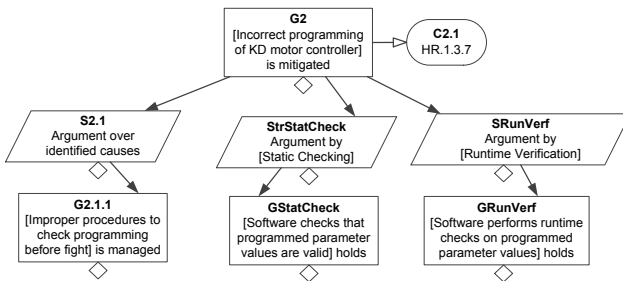 G2
[Incorrect programming
of KD motor controller]
is mitigated
C2.1
HR.1.3.7
S2.1
Argument over
identified causes
StrStatCheck
Argument by
[Static Checking]
SRunVerf
Argument by
[Runtime Verification]
G2.1.1
[Improper procedures to
check programming
before fight] is managed
GStatCheck
[Software checks that
programmed parameter
values are valid] holds
GRunVerf
[Software performs runtime
checks on programmed
parameter values] holds